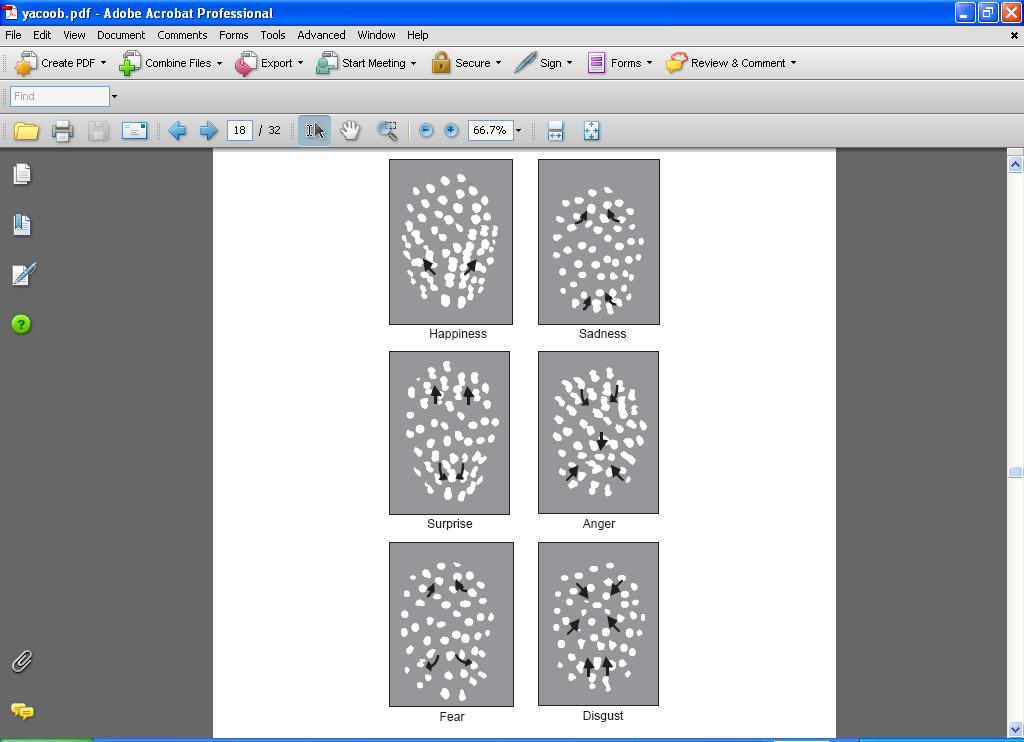 yacoob.pdf - Adobe Acrobat Professional
File Edit View Document Comments Forms Tools Advanced Window Help
Create PDF Combine Files Export Start Meeting Secure Sign Forms Review & Comment
Find
18 / 32 66.7%
Happiness Sadness
Surprise Anger
Fear Disgust